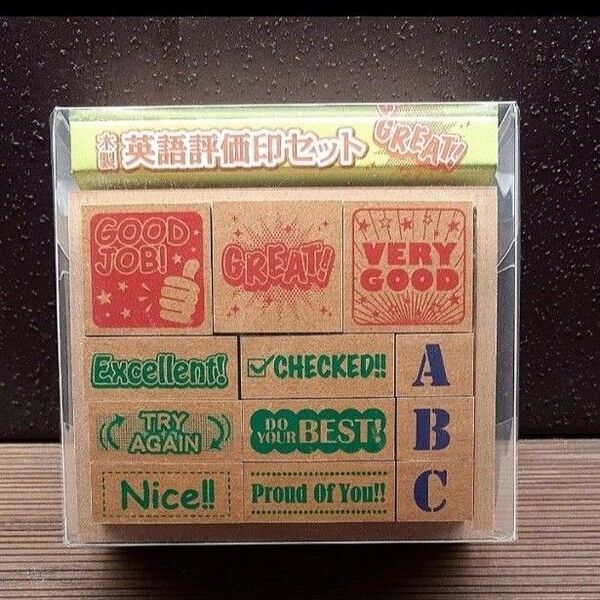 木製 英語評価印セット GREAT!
GOOD
JOB!
GREAT!
VERY
GOOD
Excellent!
CHECKED!!
A
TRY
AGAIN
DO
YOUR BEST!
B
Nice!!
Proud Of You!!
C